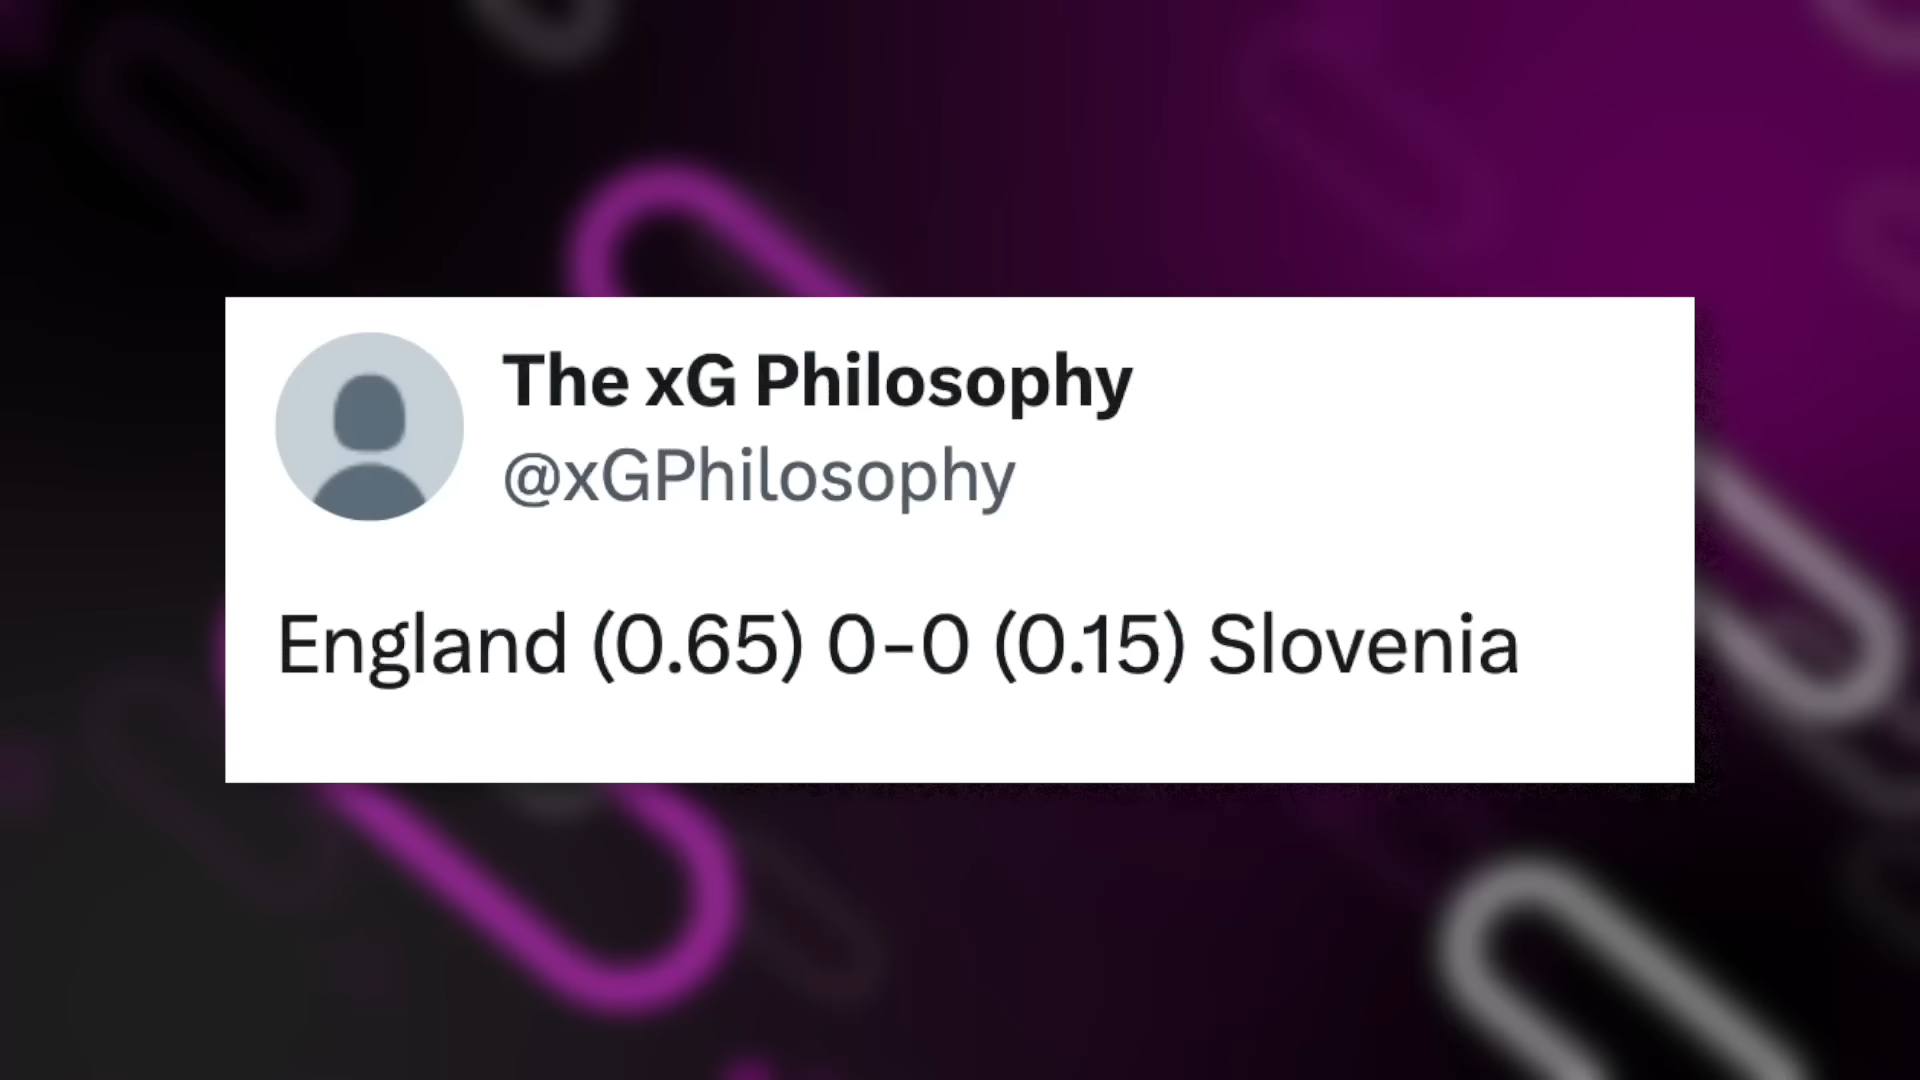 The xG Philosophy
@xGPhilosophy
England (0.65) 0-0 (0.15) Slovenia